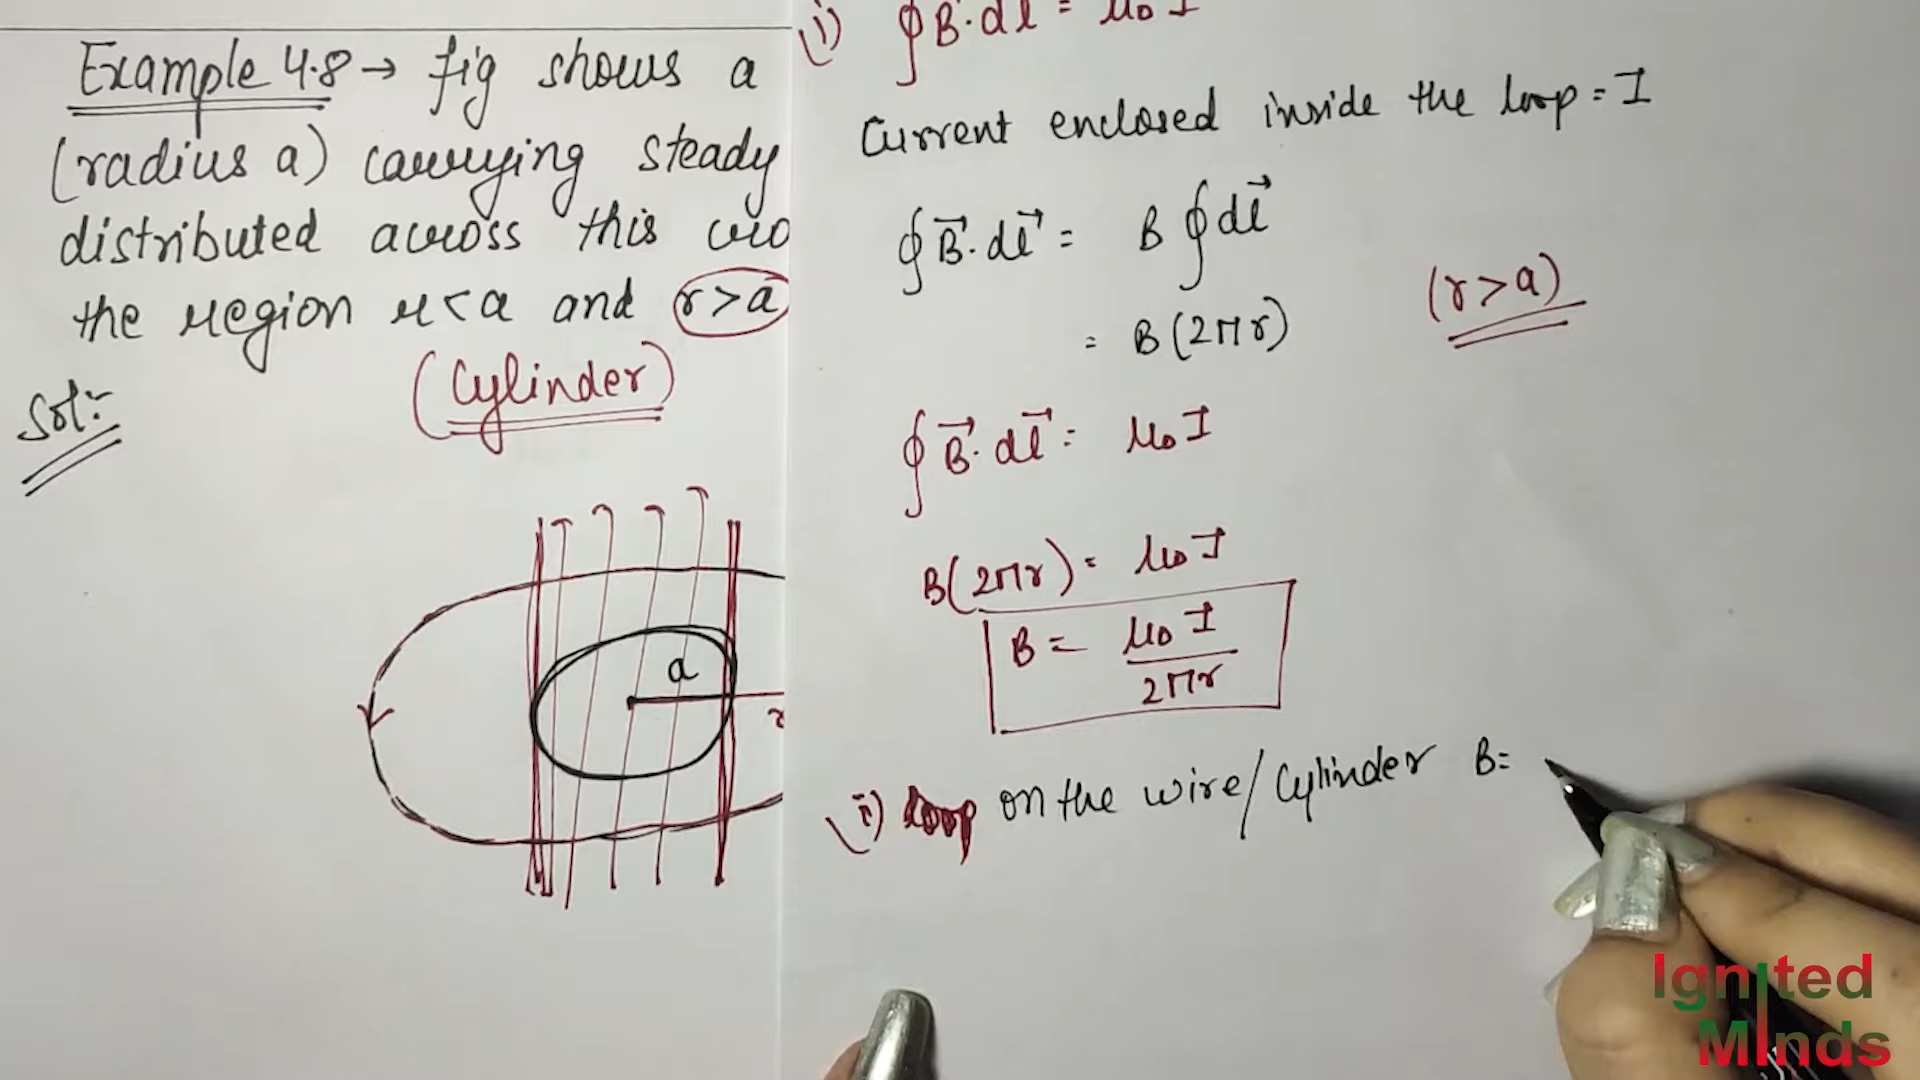 Example 4.8 → fig shows a
(radius a) carrying steady
distributed across this cro
the region r < a and r > a
(Cylinder)
Sol:-
a
r
(i) ∮B·dl = μ₀I
Current enclosed inside the loop = I
∮B⃗·dl⃗ = B∮dl⃗
= B(2πr)
(r > a)
∮B⃗·dl⃗ = μ₀I
B(2πr) = μ₀I
B = μ₀I / 2πr
(ii) loop on the wire/Cylinder B =
Ignited
Minds